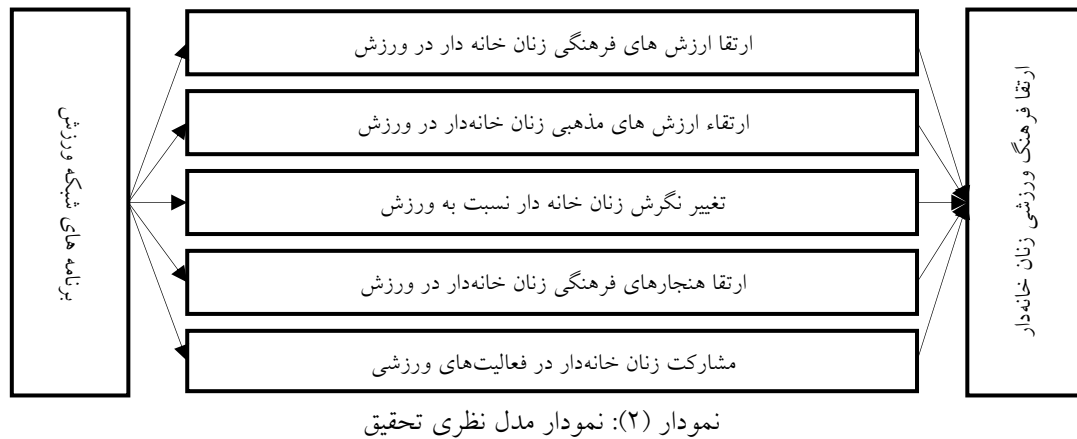 ارتقا فرهنگ ورزشی زنان خانه‌دار
ارتقا ارزش های فرهنگی زنان خانه دار در ورزش
ارتقاء ارزش های مذهبی زنان خانه‌دار در ورزش
تغییر نگرش زنان خانه دار نسبت به ورزش
ارتقا هنجارهای فرهنگی زنان خانه‌دار در ورزش
مشارکت زنان خانه‌دار در فعالیت‌های ورزشی
برنامه های شبکه ورزش
نمودار (۲): نمودار مدل نظری تحقیق